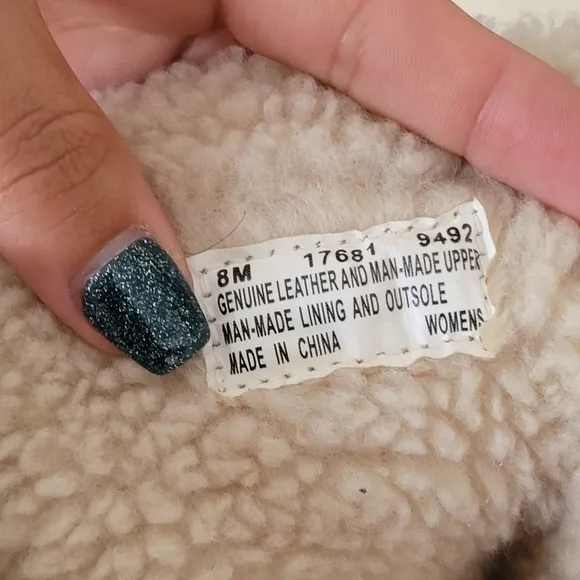 8M 17681 9492
GENUINE LEATHER AND MAN-MADE UPPER
MAN-MADE LINING AND OUTSOLE
WOMENS
MADE IN CHINA